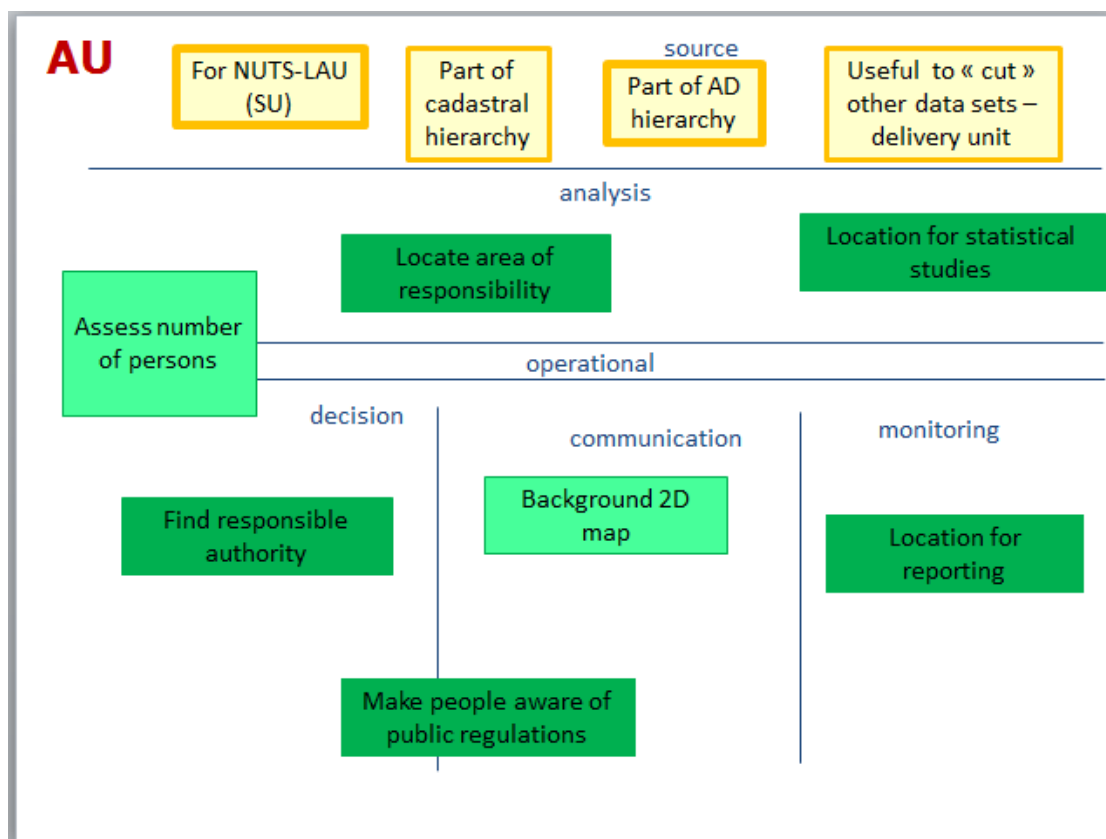 AU
source
For NUTS-LAU
(SU)
Part of
cadastral
hierarchy
Part of AD
hierarchy
Useful to « cut »
other data sets –
delivery unit
analysis
Locate area of
responsibility
Location for statistical
studies
Assess number
of persons
operational
decision
communication
monitoring
Find responsible
authority
Background 2D
map
Location for
reporting
Make people aware of
public regulations